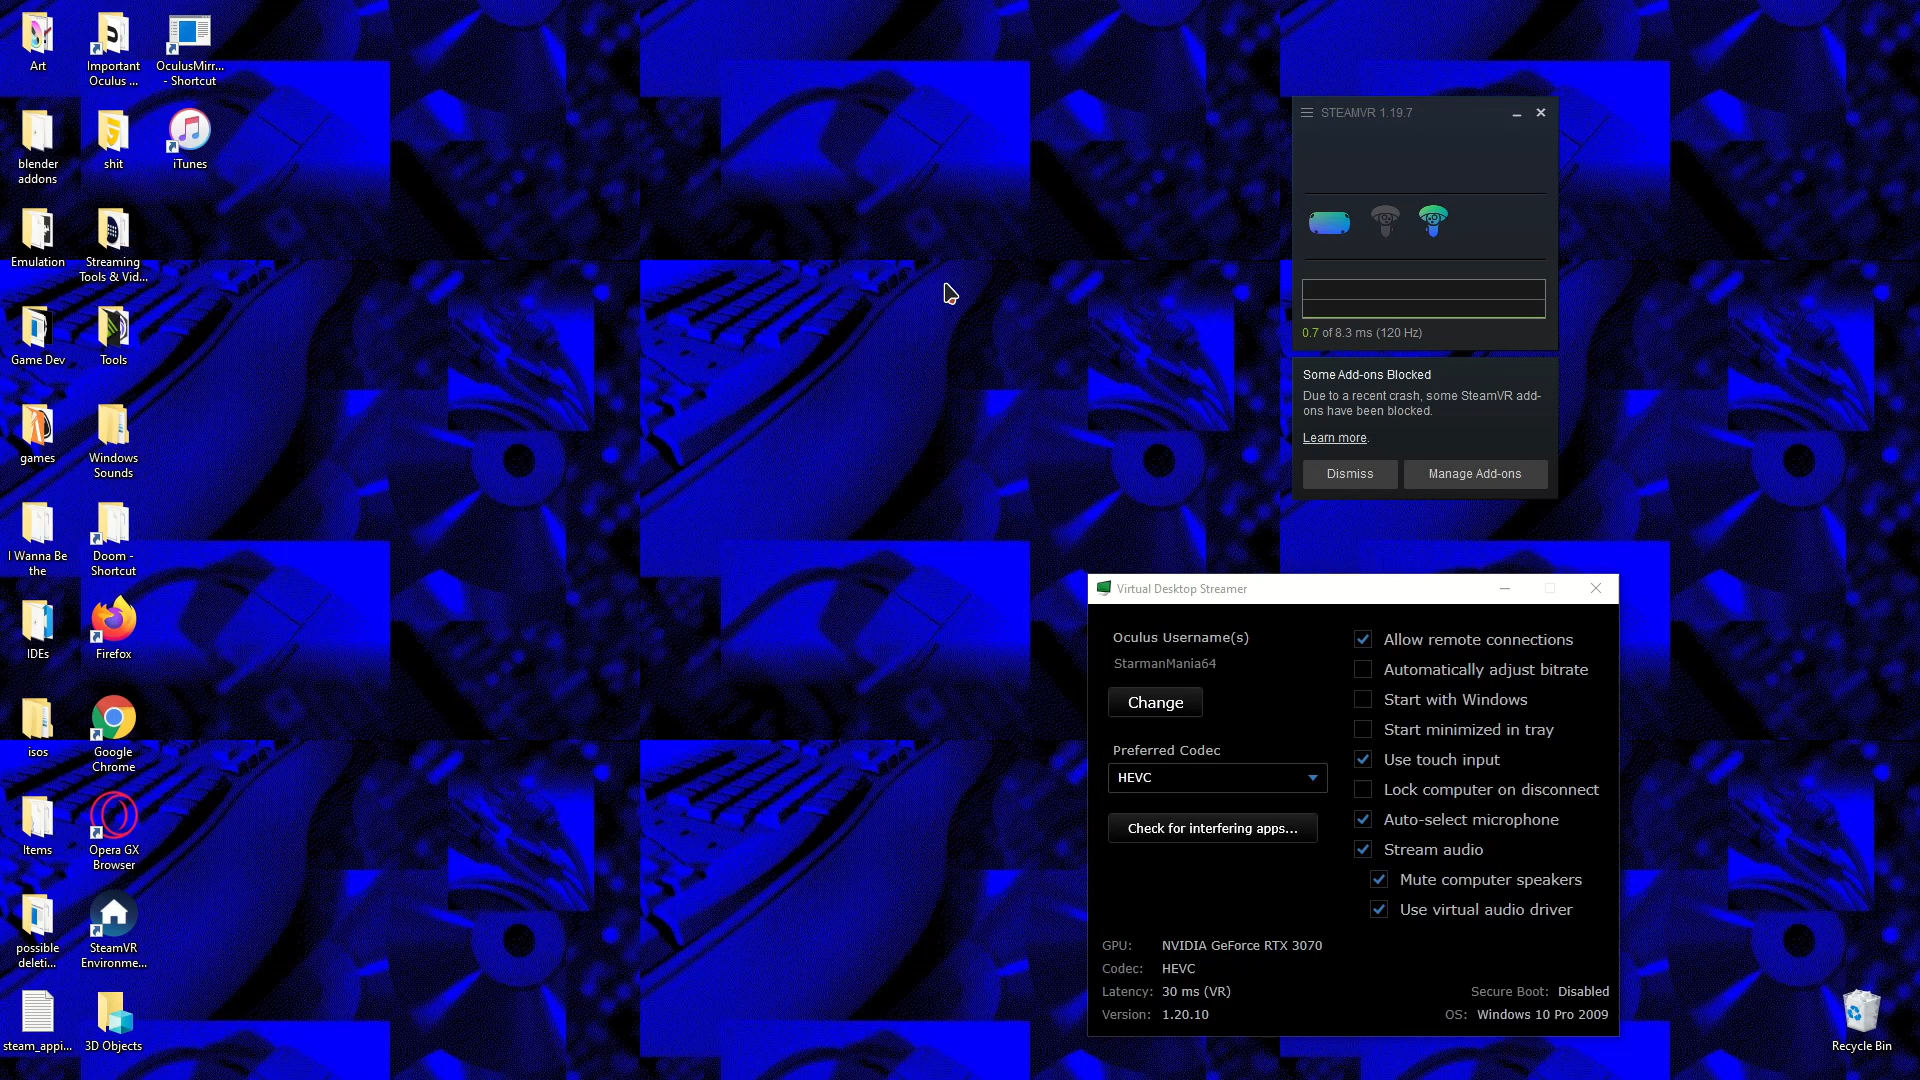 Art
Important
Oculus ...
OculusMirr...
- Shortcut
blender
addons
shit
iTunes
Emulation
Streaming
Tools & Vid...
Game Dev
Tools
games
Windows
Sounds
I Wanna Be
the
Doom -
Shortcut
IDEs
Firefox
isos
Google
Chrome
Items
Opera GX
Browser
possible
deleti...
SteamVR
Environme...
steam_appi...
3D Objects
STEAMVR 1.19.7
0.7 of 8.3 ms (120 Hz)
Some Add-ons Blocked
Due to a recent crash, some SteamVR add-
ons have been blocked.
Learn more.
Dismiss
Manage Add-ons
Virtual Desktop Streamer
Oculus Username(s)
StarmanMania64
Change
Preferred Codec
HEVC
Check for interfering apps...
Allow remote connections
Automatically adjust bitrate
Start with Windows
Start minimized in tray
Use touch input
Lock computer on disconnect
Auto-select microphone
Stream audio
Mute computer speakers
Use virtual audio driver
GPU: NVIDIA GeForce RTX 3070
Codec: HEVC
Latency: 30 ms (VR)
Version: 1.20.10
Secure Boot: Disabled
OS: Windows 10 Pro 2009
Recycle Bin